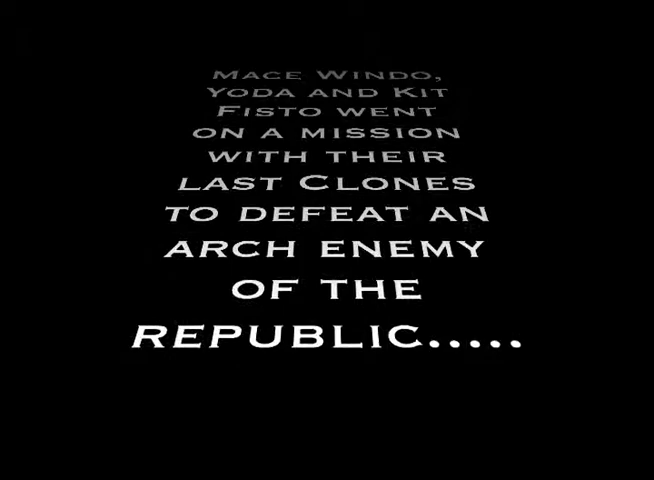 Mace Windo,
Yoda and Kit
Fisto went
on a mission
with their
last Clones
to defeat an
arch enemy
of the
republic.....